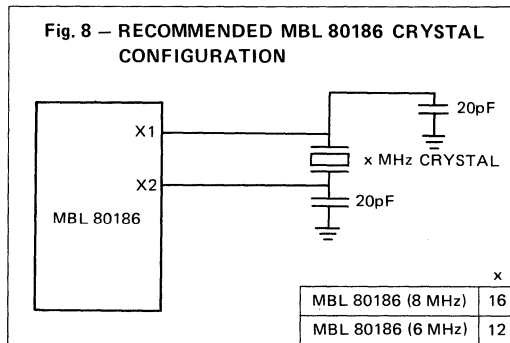 Fig. 8 – RECOMMENDED MBL 80186 CRYSTAL
CONFIGURATION
20pF
X1
x MHz CRYSTAL
X2
20pF
MBL 80186
x
MBL 80186 (8 MHz) 16
MBL 80186 (6 MHz) 12